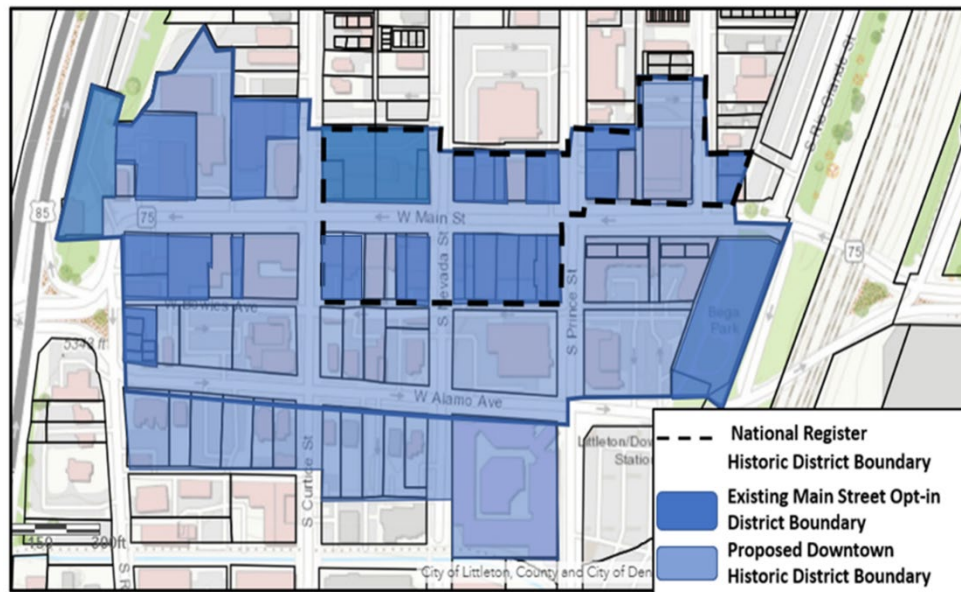 S Rio Grande St
85
75
W Main St
75
S Nevada St
S Prince St
W Bowles Ave
Bega
Park
5343 ft
W Alamo Ave
S Curtice St
Littleton/Dow
Station
National Register
Historic District Boundary
Existing Main Street Opt-in
District Boundary
Proposed Downtown
Historic District Boundary
150
300ft
S R
City of Littleton, County and City of Den